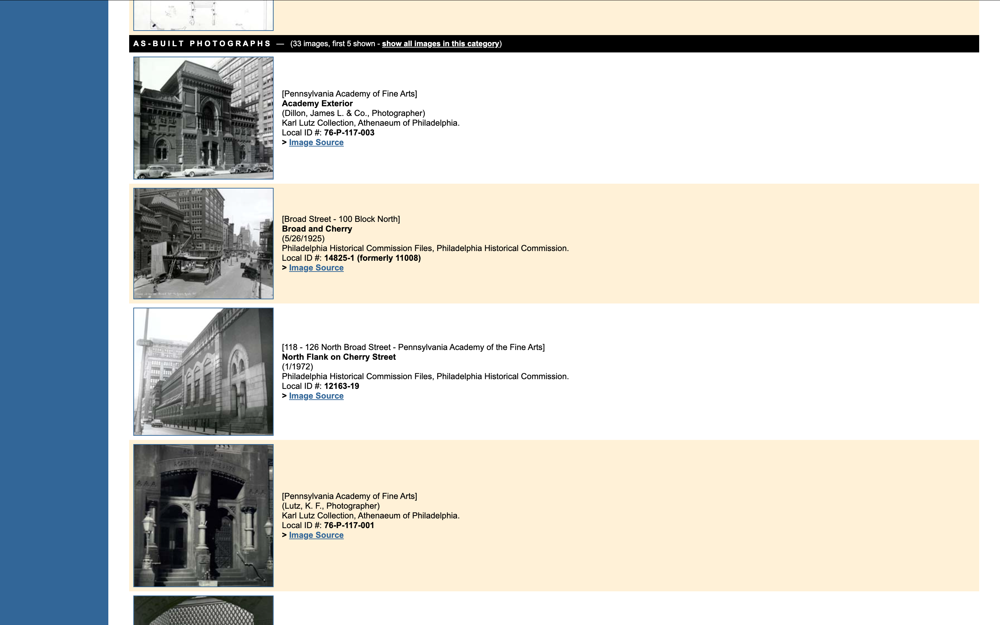 AS-BUILT PHOTOGRAPHS — (33 images, first 5 shown - show all images in this category)
[Pennsylvania Academy of Fine Arts]
Academy Exterior
(Dillon, James L. & Co., Photographer)
Karl Lutz Collection, Athenaeum of Philadelphia.
Local ID #: 76-P-117-003
> Image Source
[Broad Street - 100 Block North]
Broad and Cherry
(5/26/1925)
Philadelphia Historical Commission Files, Philadelphia Historical Commission.
Local ID #: 14825-1 (formerly 11008)
> Image Source
[118 - 126 North Broad Street - Pennsylvania Academy of the Fine Arts]
North Flank on Cherry Street
(1/1972)
Philadelphia Historical Commission Files, Philadelphia Historical Commission.
Local ID #: 12163-19
> Image Source
PENNSYLVANIA
ACADEMY OF THE FINE ARTS
[Pennsylvania Academy of Fine Arts]
(Lutz, K. F., Photographer)
Karl Lutz Collection, Athenaeum of Philadelphia.
Local ID #: 76-P-117-001
> Image Source